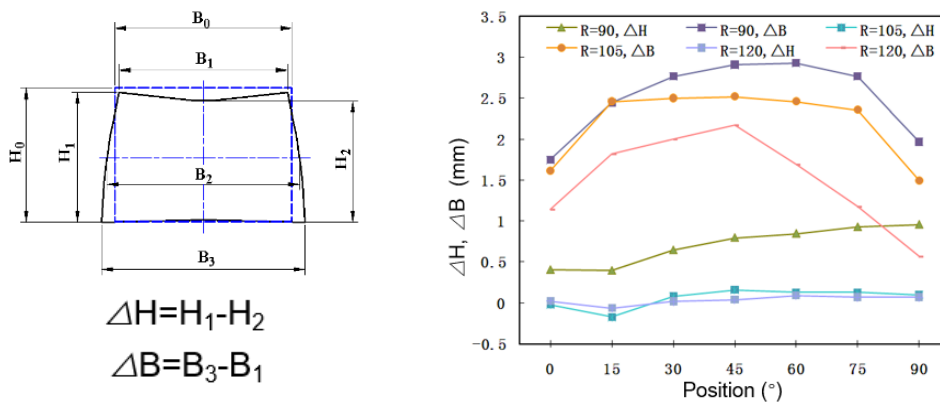 B₀
B₁
H₀
H₁
H₂
B₂
B₃
△H=H₁-H₂
△B=B₃-B₁
R=90, △H
R=90, △B
R=105, △H
R=105, △B
R=120, △H
R=120, △B
△H, △B (mm)
3.5
3
2.5
2
1.5
1
0.5
0
-0.5
0 15 30 45 60 75 90
Position (°)